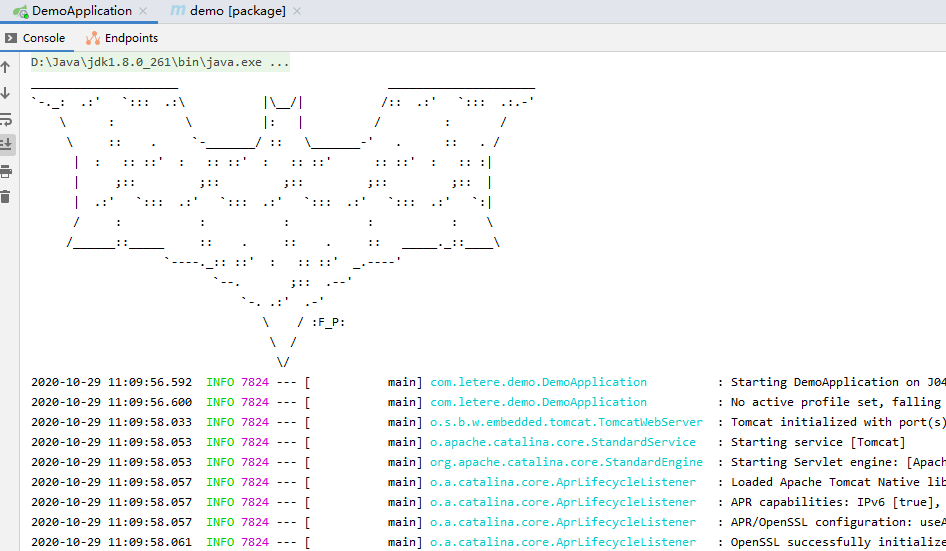 DemoApplication
demo [package]
Console
Endpoints
D:\Java\jdk1.8.0_261\bin\java.exe ...
_____________________                              _____________________
`-._:  .:'   `:::  .:\           |\__/|           /::  .:'   `:::  .:.-'
    \      :          \          |:   |          /         :       /
     \     ::    .     `-_______/ ::   \_______-'   .      ::   . /
      |  :   :: ::'  :   :: ::'  :   :: ::'      :: ::'  :   :: :|
      |     ;::         ;::         ;::         ;::         ;::  |
      |  .:'   `:::  .:'   `:::  .:'   `:::  .:'   `:::  .:'   `:|
      /     :           :           :           :           :    \
     /______::_____     ::    .     ::    .     ::   _____._::____\
                   `----._:: ::'  :   :: ::'  _.----'
                          `--.       ;::  .--'
                              `-. .:'  .-'
                                 \    / :F_P:
                                  \  /
                                   \/
2020-10-29 11:09:56.592  INFO 7824 --- [           main] com.letere.demo.DemoApplication          : Starting DemoApplication on J04
2020-10-29 11:09:56.600  INFO 7824 --- [           main] com.letere.demo.DemoApplication          : No active profile set, falling
2020-10-29 11:09:58.033  INFO 7824 --- [           main] o.s.b.w.embedded.tomcat.TomcatWebServer  : Tomcat initialized with port(s)
2020-10-29 11:09:58.053  INFO 7824 --- [           main] o.apache.catalina.core.StandardService   : Starting service [Tomcat]
2020-10-29 11:09:58.053  INFO 7824 --- [           main] org.apache.catalina.core.StandardEngine  : Starting Servlet engine: [Apach
2020-10-29 11:09:58.057  INFO 7824 --- [           main] o.a.catalina.core.AprLifecycleListener   : Loaded Apache Tomcat Native lib
2020-10-29 11:09:58.057  INFO 7824 --- [           main] o.a.catalina.core.AprLifecycleListener   : APR capabilities: IPv6 [true],
2020-10-29 11:09:58.057  INFO 7824 --- [           main] o.a.catalina.core.AprLifecycleListener   : APR/OpenSSL configuration: useA
2020-10-29 11:09:58.061  INFO 7824 --- [           main] o.a.catalina.core.AprLifecycleListener   : OpenSSL successfully initialize